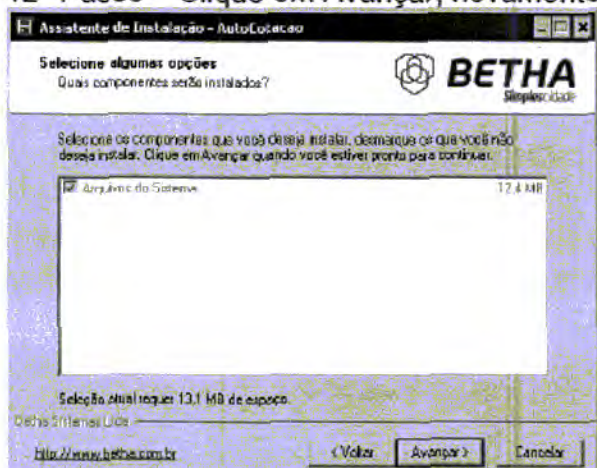 12º Passo – Clique em Avançar, novamente
Assistente de Instalação - AutoCotacao
Selecione algumas opções
Quais componentes serão instalados?
BETHA
Simplescidade
Selecione os componentes que você deseja instalar, desmarque os que você não
deseja instalar. Clique em Avançar quando você estiver pronto para continuar.
Arquivos do Sistema
12,4 MB
Seleção atual requer 13,1 MB de espaço.
Betha Sistemas Ltda
http://www.betha.com.br
< Voltar
Avançar >
Cancelar